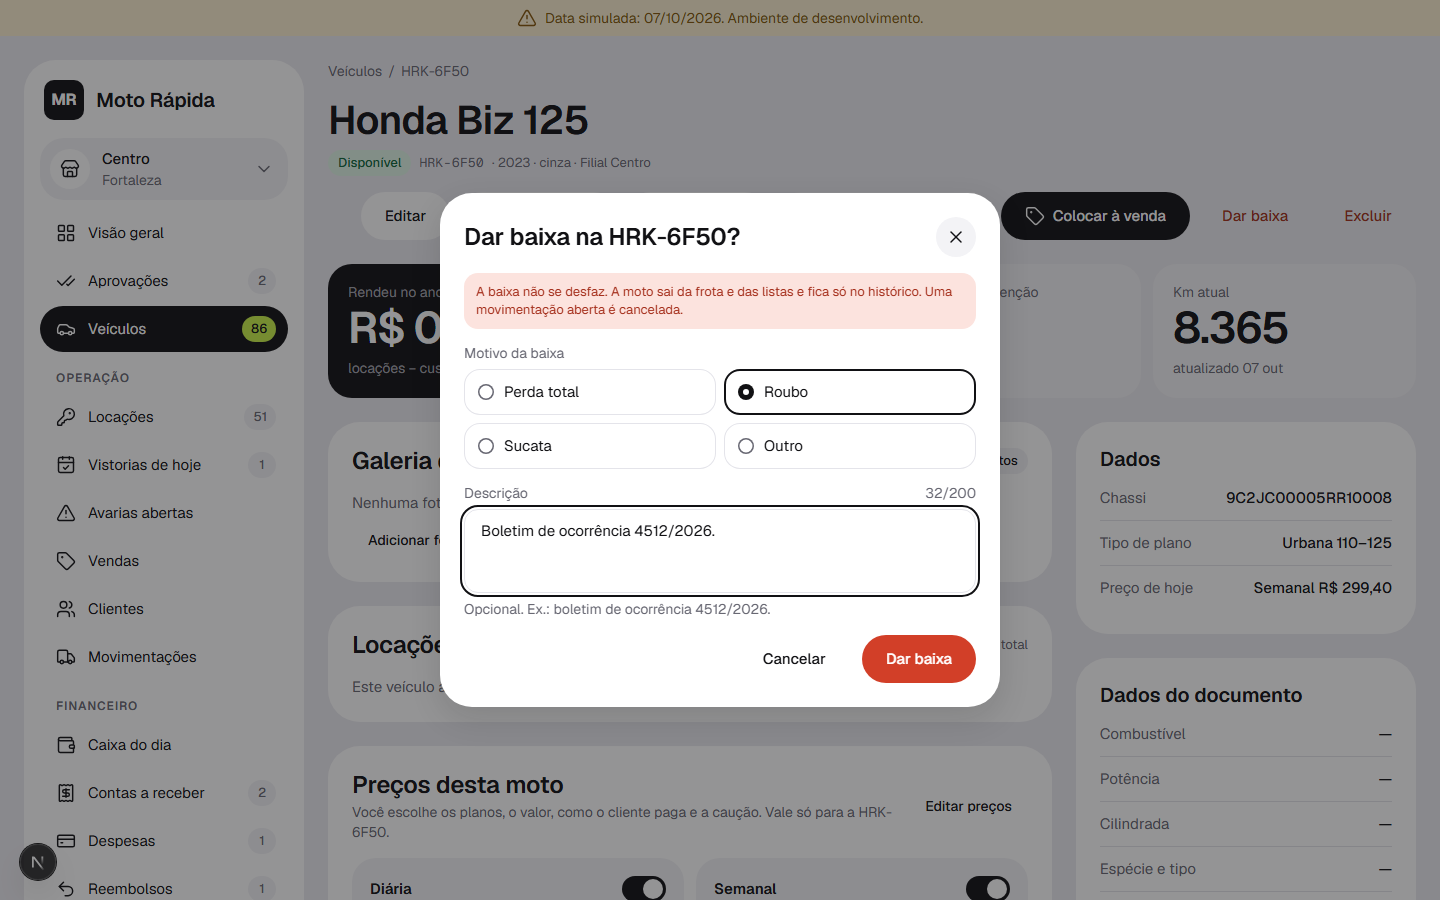 Data simulada: 07/10/2026. Ambiente de desenvolvimento.
MR
Moto Rápida
Centro
Fortaleza
Visão geral
Aprovações 2
Veículos 86
OPERAÇÃO
Locações 51
Vistorias de hoje 1
Avarias abertas
Vendas
Clientes
Movimentações
FINANCEIRO
Caixa do dia
Contas a receber 2
Despesas 1
Reembolsos 1
N
Veículos / HRK-6F50
Honda Biz 125
Disponível HRK-6F50 · 2023 · cinza · Filial Centro
Editar
Colocar à venda
Dar baixa
Excluir
Dar baixa na HRK-6F50?
A baixa não se desfaz. A moto sai da frota e das listas e fica só no histórico. Uma
movimentação aberta é cancelada.
Motivo da baixa
Perda total
Roubo
Sucata
Outro
Descrição 32/200
Boletim de ocorrência 4512/2026.
Opcional. Ex.: boletim de ocorrência 4512/2026.
Cancelar
Dar baixa
Rendeu no
R$ 0
locações –
Km atual
8.365
atualizado 07 out
Galeria
Nenhuma
Adicionar
Dados
Chassi 9C2JC00005RR10008
Tipo de plano Urbana 110–125
Preço de hoje Semanal R$ 299,40
Este veículo
total
Dados do documento
Combustível —
Potência —
Cilindrada —
Espécie e tipo —
Preços desta moto
Você escolhe os planos, o valor, como o cliente paga e a caução. Vale só para a HRK-
6F50.
Editar preços
Diária
Semanal